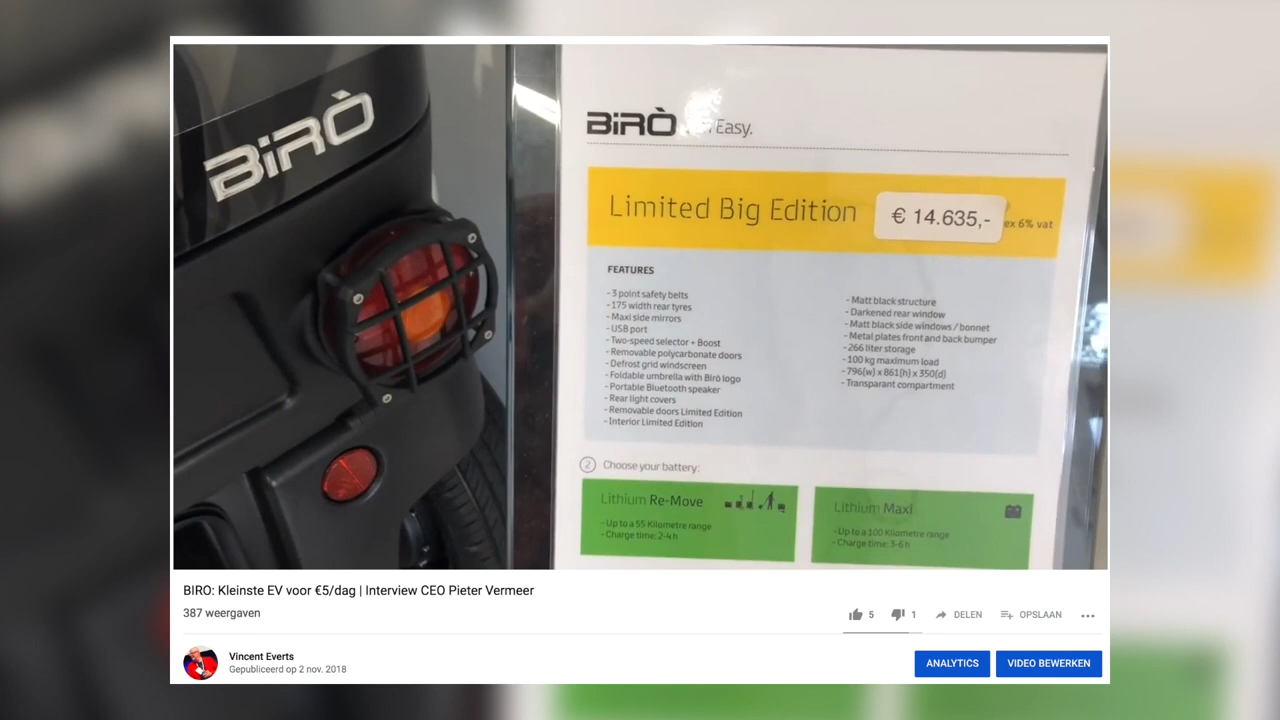 BiRÒ
BiRÒ
Easy.
Limited Big Edition
€ 14.635,-
ex 6% vat
FEATURES
- 3 point safety belts
- 175 width rear tyres
- Maxi side mirrors
- USB port
- Two-speed selector + Boost
- Removable polycarbonate doors
- Defrost grid windscreen
- Foldable umbrella with Birò logo
- Portable Bluetooth speaker
- Rear light covers
- Removable doors Limited Edition
- Interior Limited Edition
- Matt black structure
- Darkened rear window
- Matt black side windows / bonnet
- Metal plates front and back bumper
- 266 liter storage
- 100 kg maximum load
- 796(w) x 861(h) x 350(d)
- Transparant compartment
2 Choose your battery:
Lithium Re-Move
- Up to a 55 Kilometre range
- Charge time: 2-4 h
Lithium Maxi
- Up to a 100 Kilometre range
- Charge time: 3-6 h
BIRO: Kleinste EV voor €5/dag | Interview CEO Pieter Vermeer
387 weergaven
5 1 DELEN OPSLAAN
Vincent Everts
Gepubliceerd op 2 nov. 2018
ANALYTICS VIDEO BEWERKEN